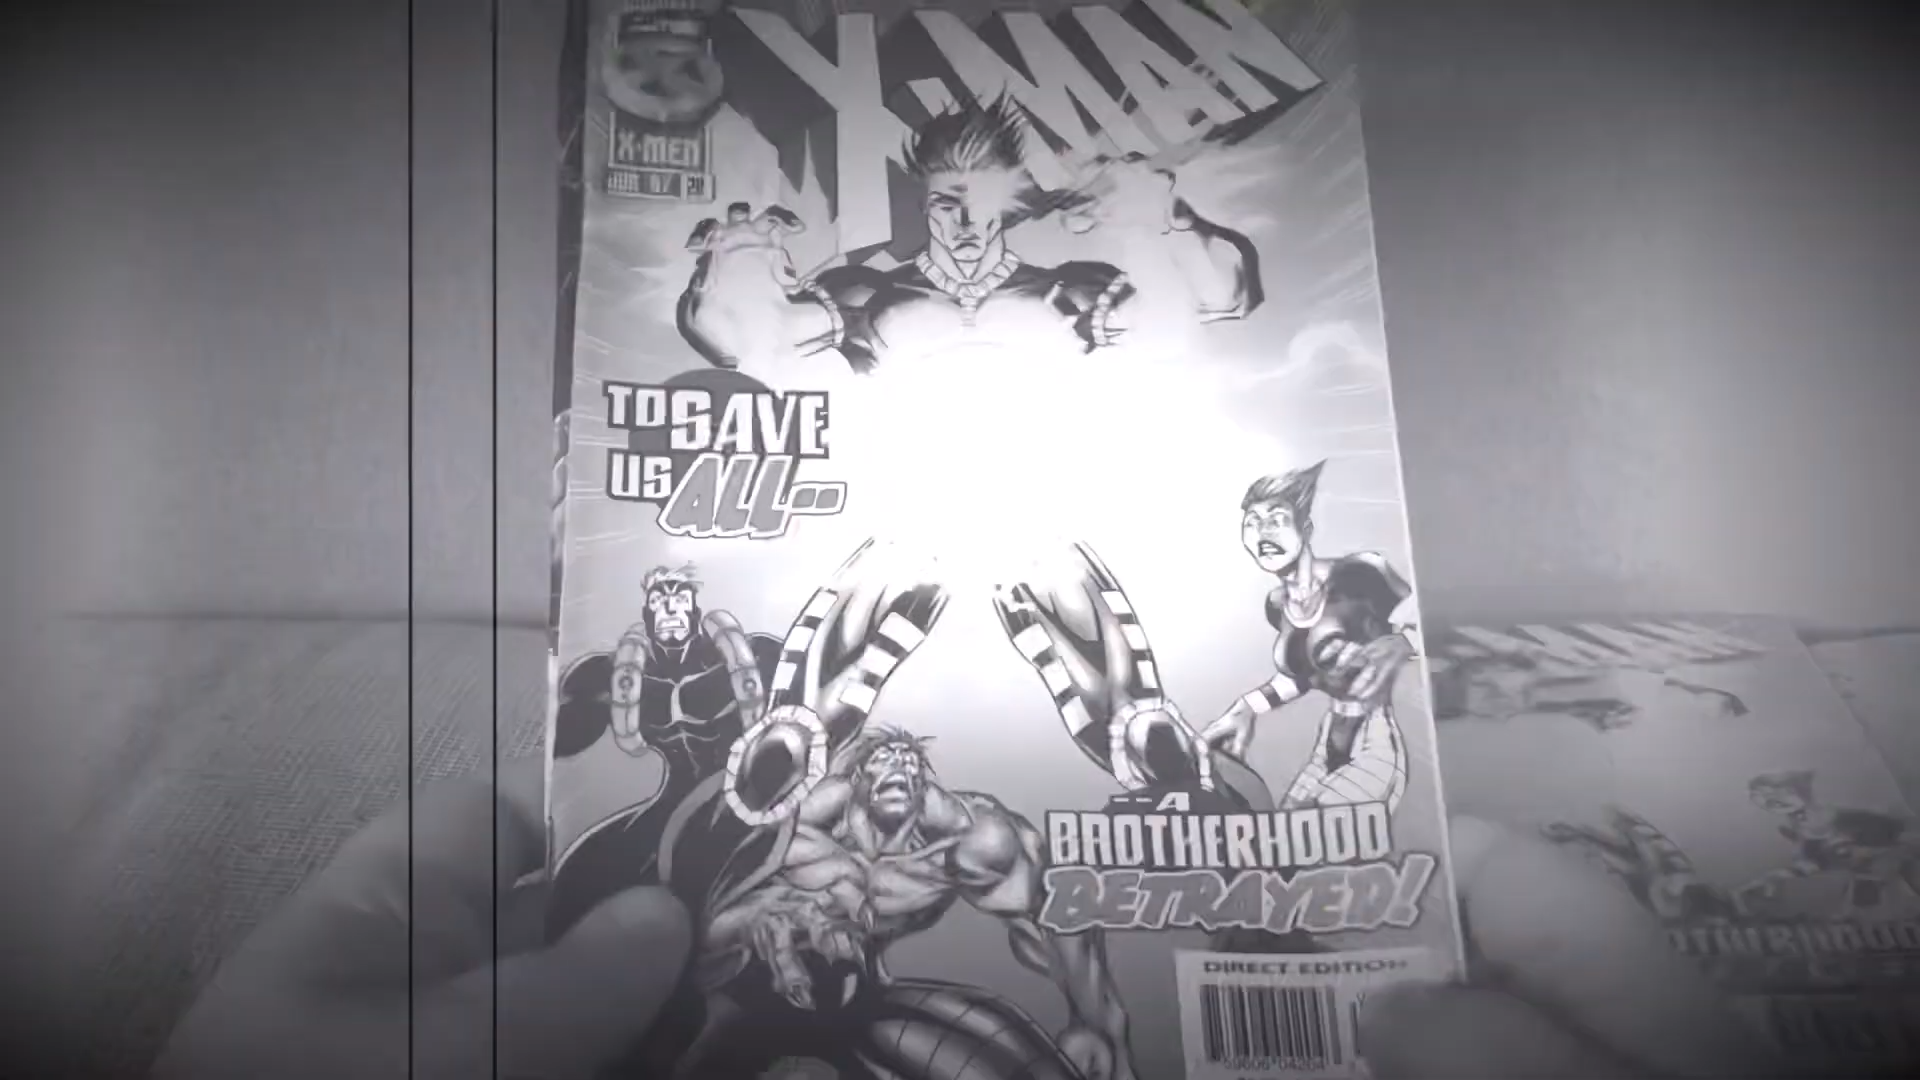 X-MAN
X-MEN
TO SAVE
US ALL--
--A
BROTHERHOOD
BETRAYED!
DIRECT EDITION